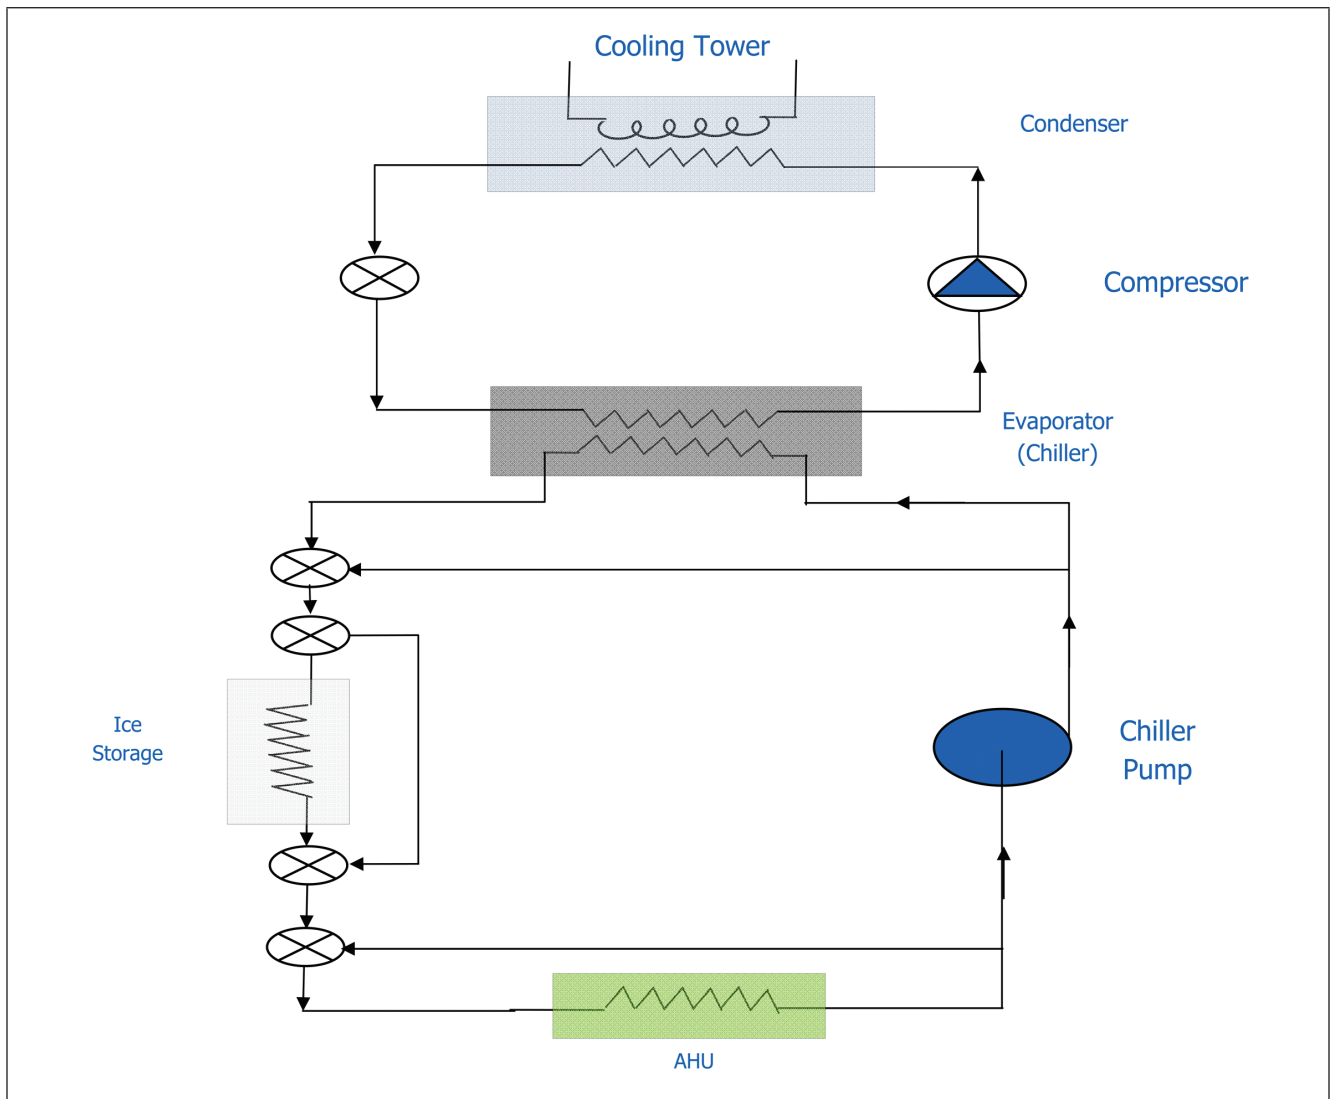 Cooling Tower
Condenser
Compressor
Evaporator
(Chiller)
Ice
Storage
Chiller
Pump
AHU